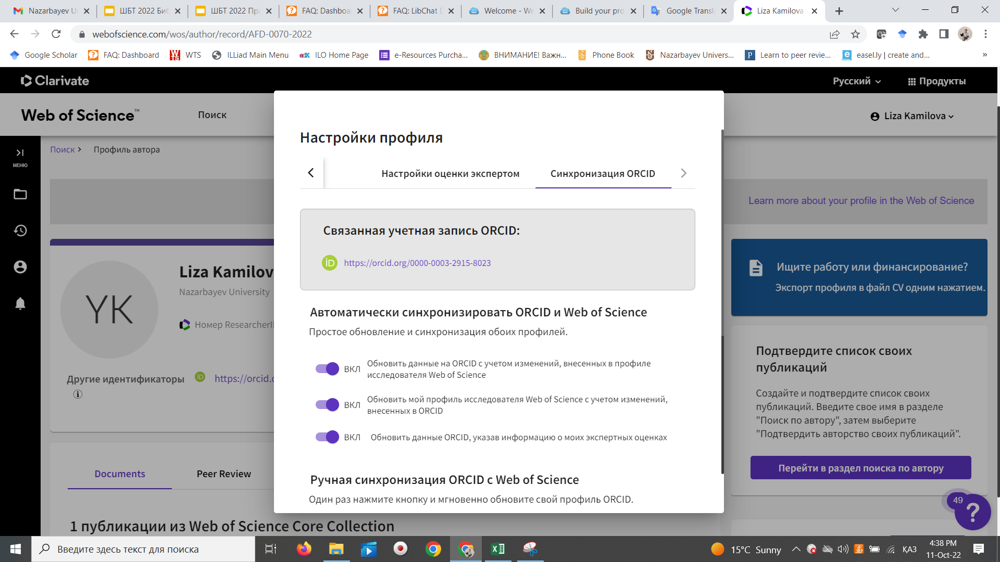 Nazarbayev U
ШБТ 2022 Биб
ШБТ 2022 Пра
FAQ: Dashboa
FAQ: LibChat D
Welcome - We
Build your pro
Google Transl
Liza Kamilova
webofscience.com/wos/author/record/AFD-0070-2022
Google Scholar
FAQ: Dashboard
WTS
ILLiad Main Menu
ILO Home Page
e-Resources Purcha...
ВНИМАНИЕ! Важн...
Phone Book
Nazarbayev Univers...
Learn to peer revie...
easel.ly | create and...
»
Clarivate
Русский
Продукты
Web of Science™
Поиск
Liza Kamilova
МЕНЮ
Поиск
Профиль автора
Learn more about your profile in the Web of Science
YK
Liza Kamilov
Nazarbayev University
Номер ResearcherI
Другие идентификаторы
https://orcid.
Documents
Peer Review
1 публикации из Web of Science Core Collection
Настройки профиля
Настройки оценки экспертом
Синхронизация ORCID
Связанная учетная запись ORCID:
iD
https://orcid.org/0000-0003-2915-8023
Автоматически синхронизировать ORCID и Web of Science
Простое обновление и синхронизация обоих профилей.
ВКЛ
Обновить данные на ORCID с учетом изменений, внесенных в профиле
исследователя Web of Science
ВКЛ
Обновить мой профиль исследователя Web of Science с учетом изменений,
внесенных в ORCID
ВКЛ
Обновить данные ORCID, указав информацию о моих экспертных оценках
Ручная синхронизация ORCID с Web of Science
Один раз нажмите кнопку и мгновенно обновите свой профиль ORCID.
Ищите работу или финансирование?
Экспорт профиля в файл CV одним нажатием.
Подтвердите список своих
публикаций
Создайте и подтвердите список своих
публикаций. Введите свое имя в разделе
"Поиск по автору", затем выберите
"Подтвердить авторство своих публикаций".
Перейти в раздел поиска по автору
49
?
Введите здесь текст для поиска
15°C Sunny
ҚАЗ
4:38 PM
11-Oct-22